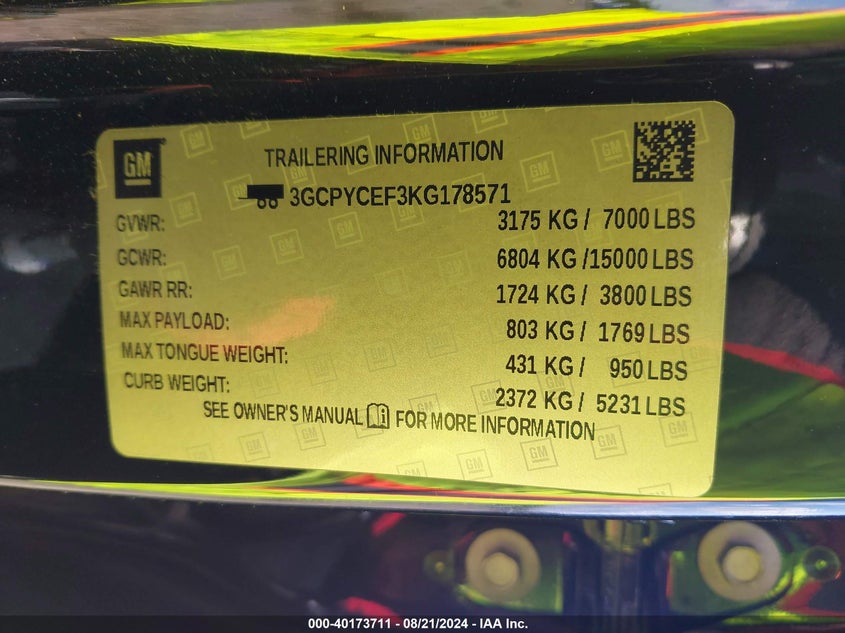 GM
TRAILERING INFORMATION
3GCPYCEF3KG178571
GVWR: 3175 KG / 7000 LBS
GCWR: 6804 KG /15000 LBS
GAWR RR: 1724 KG / 3800 LBS
MAX PAYLOAD: 803 KG / 1769 LBS
MAX TONGUE WEIGHT: 431 KG / 950 LBS
CURB WEIGHT: 2372 KG / 5231 LBS
SEE OWNER'S MANUAL FOR MORE INFORMATION
000-40173711 - 08/21/2024 - IAA Inc.